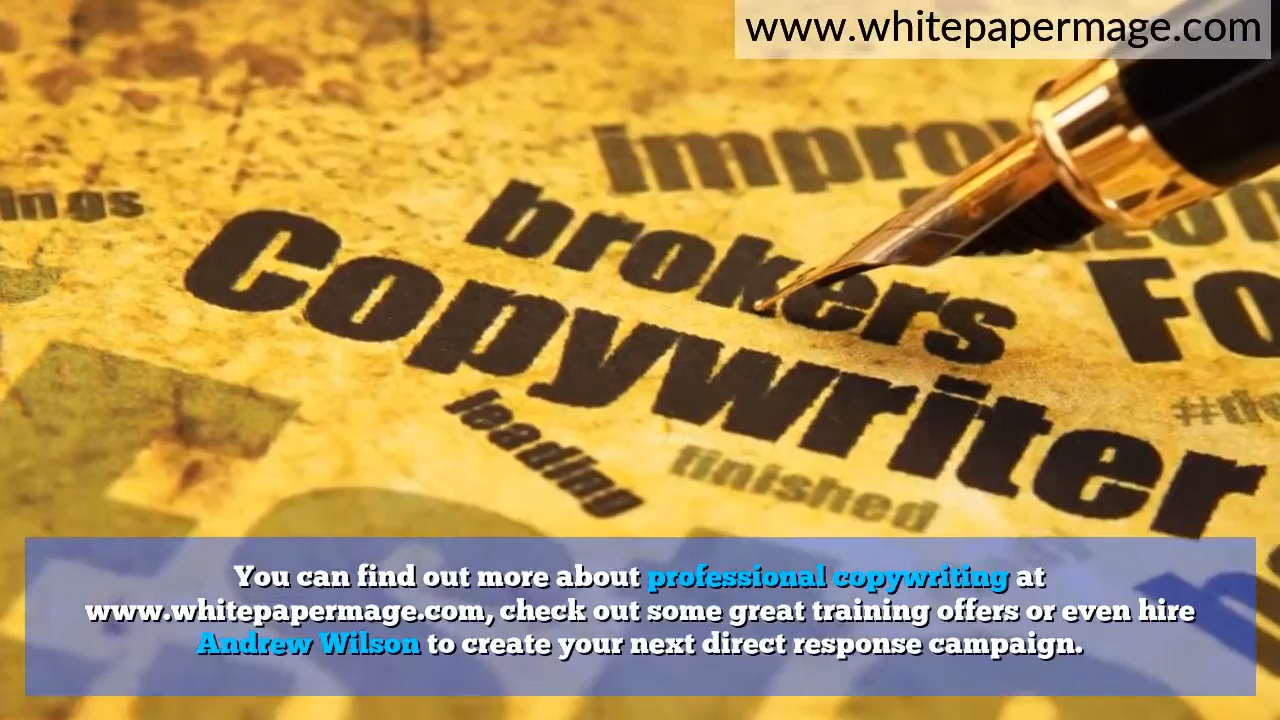 www.whitepapermage.com
brokers
Copywriter
leading
finished
You can find out more about professional copywriting at
www.whitepapermage.com, check out some great training offers or even hire
Andrew Wilson to create your next direct response campaign.